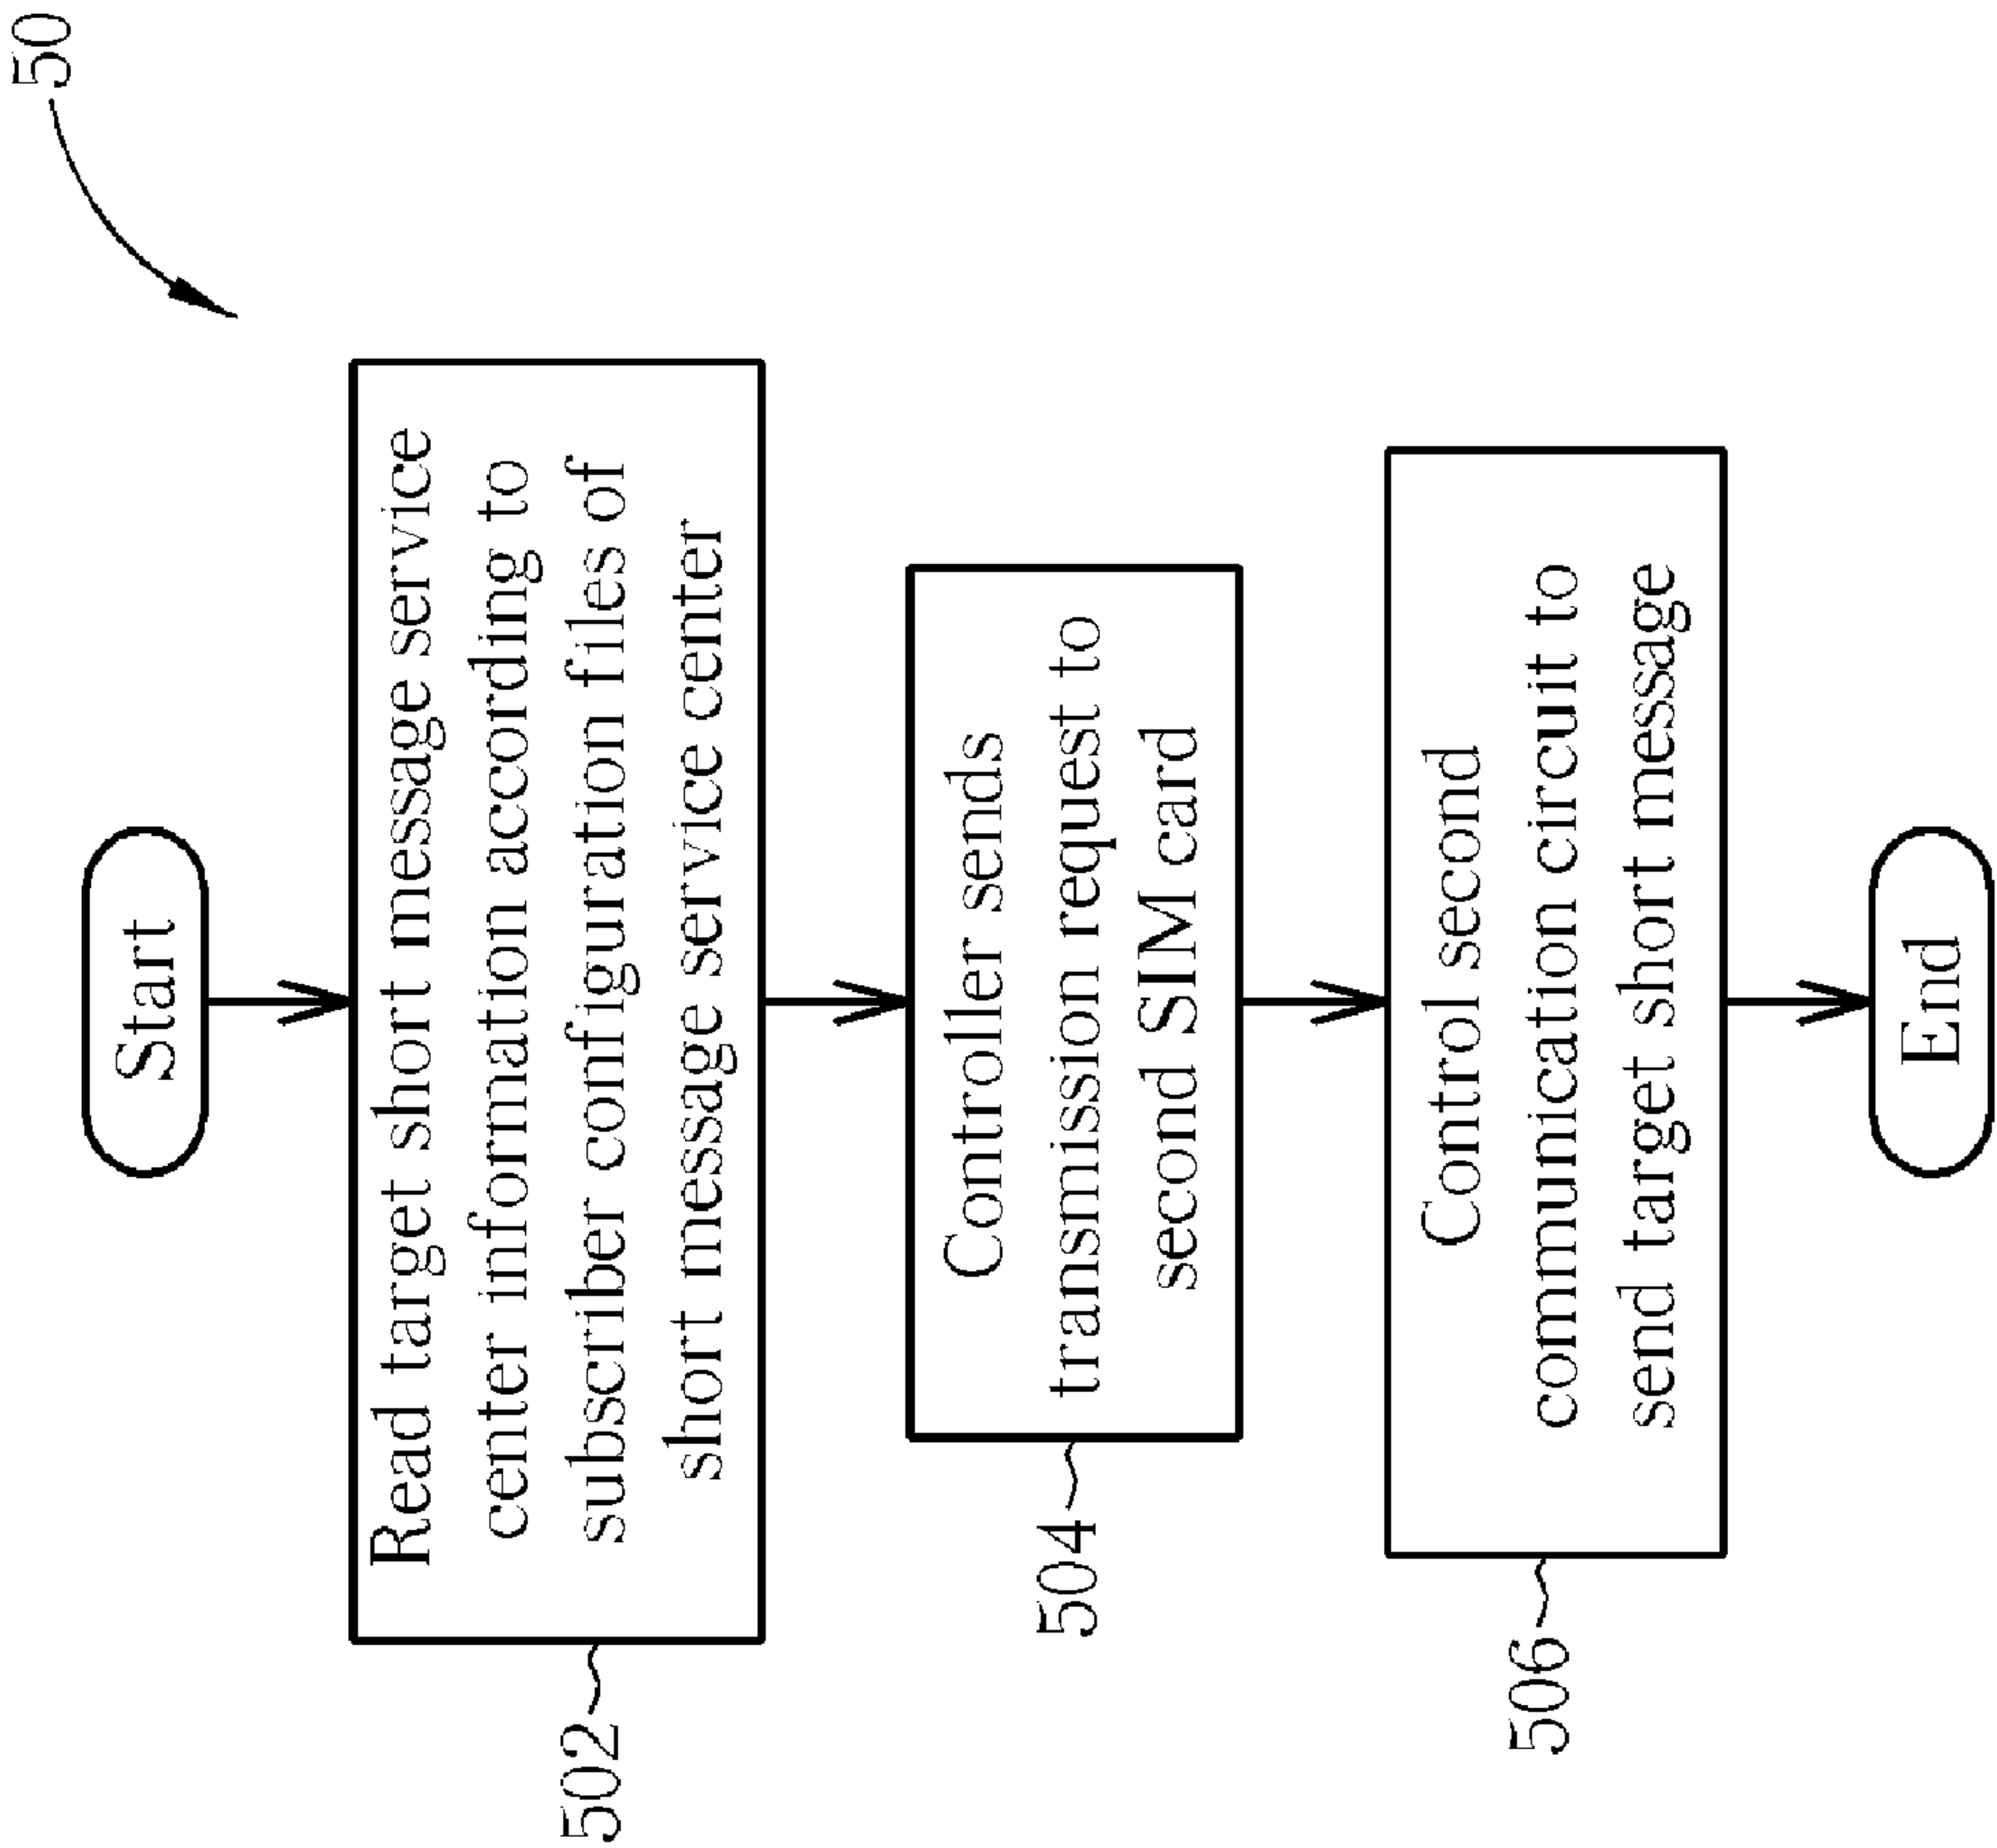 50
Start
Read target short message service
center information according to
subscriber configuration files of
short message service center
502
Controller sends
transmission request to
second SIM card
504
Control second
communication circuit to
send target short message
506
End